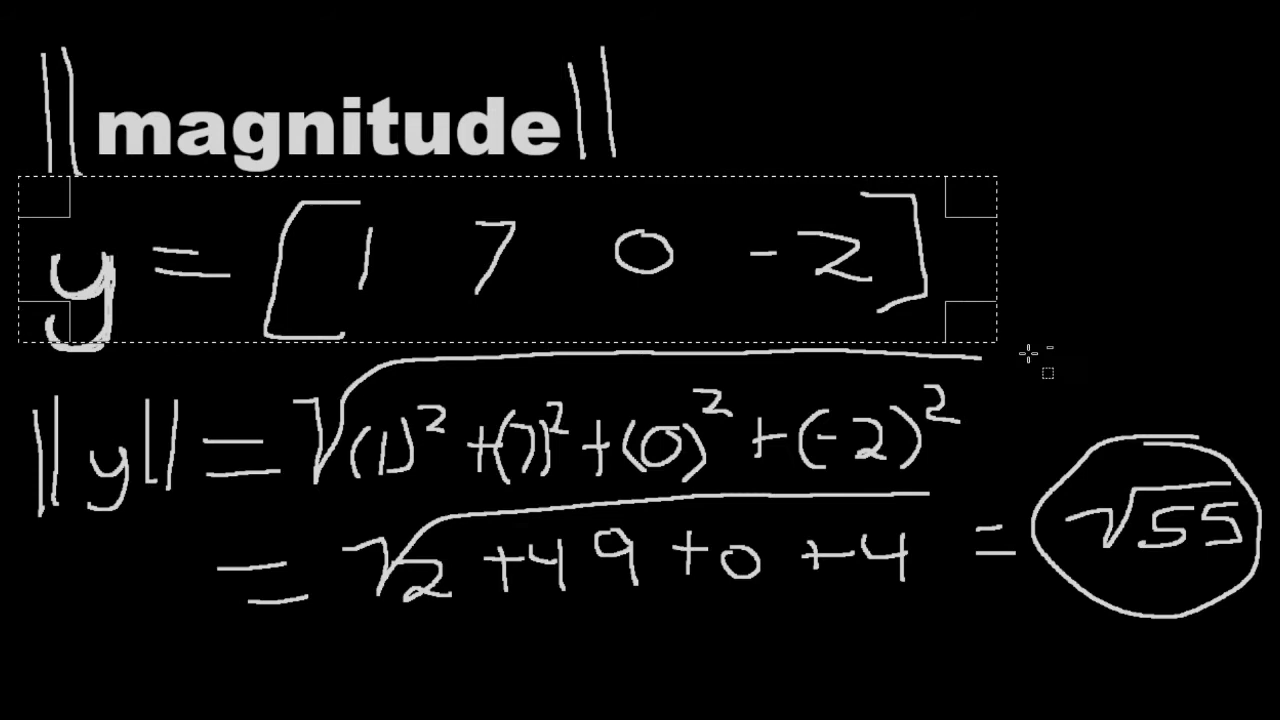 ||magnitude||
y = [1 7 0 -2]
||y|| = √(1)² + (7)² + (0)² + (-2)²
= √2 + 49 + 0 + 4 = √55